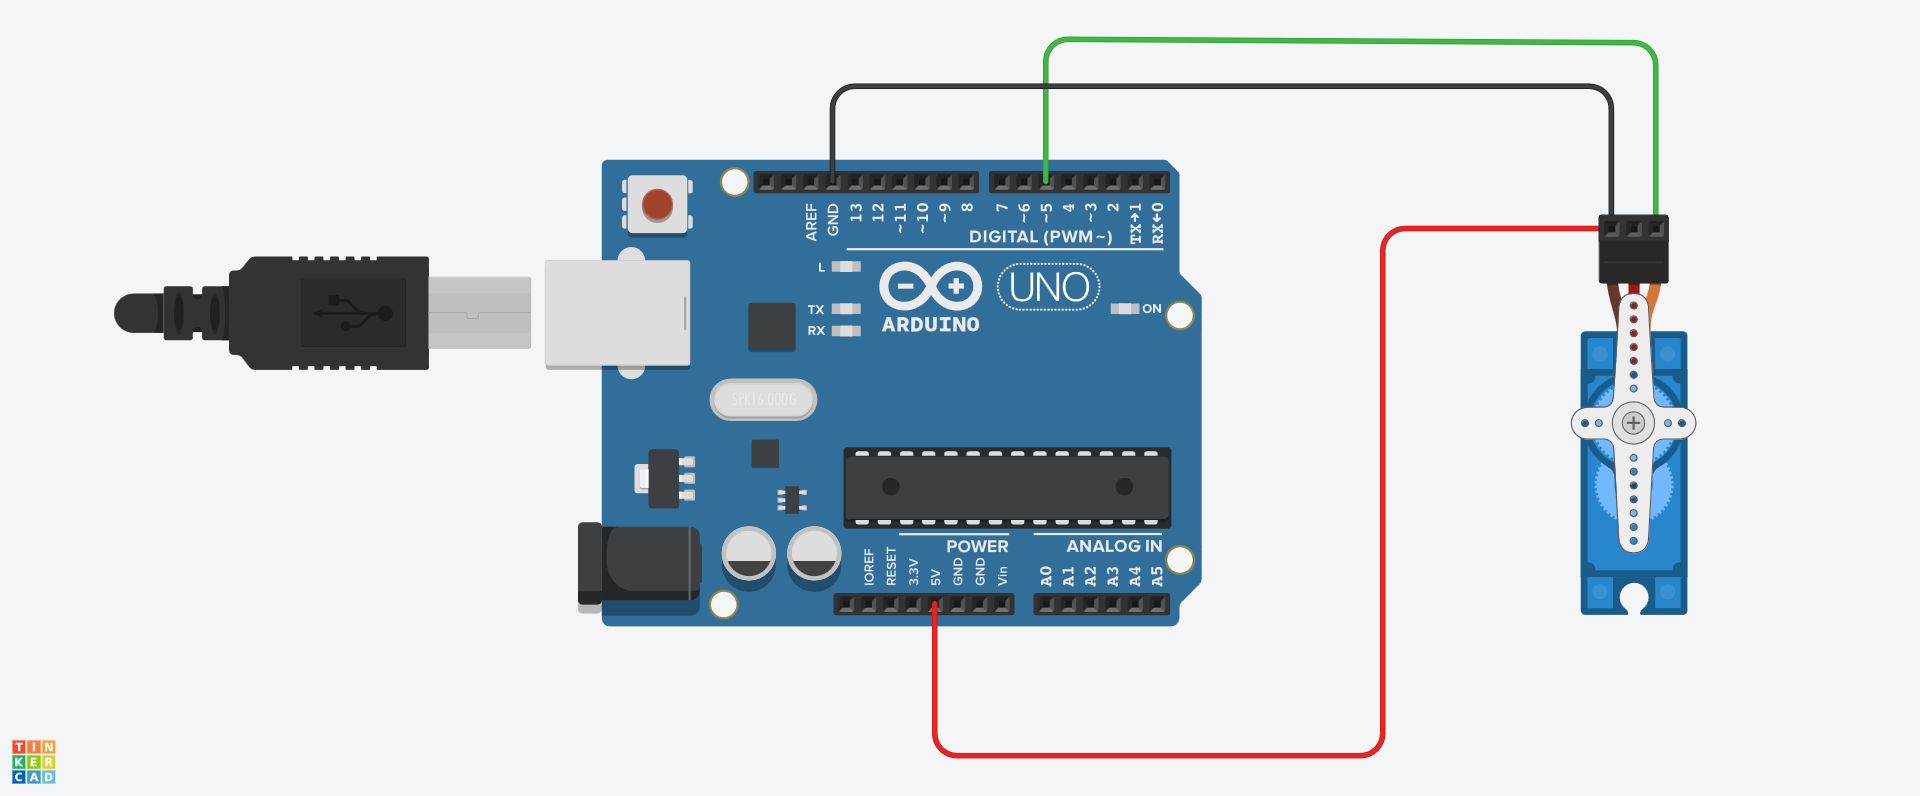 AREF
GND
13
12
~11
~10
~9
8
7
~6
~5
4
~3
2
TX→1
RX←0
DIGITAL (PWM~)
L
TX
RX
ARDUINO
UNO
ON
SPK16.000G
POWER
ANALOG IN
IOREF
RESET
3.3V
5V
GND
GND
Vin
A0
A1
A2
A3
A4
A5
TIN
KER
CAD